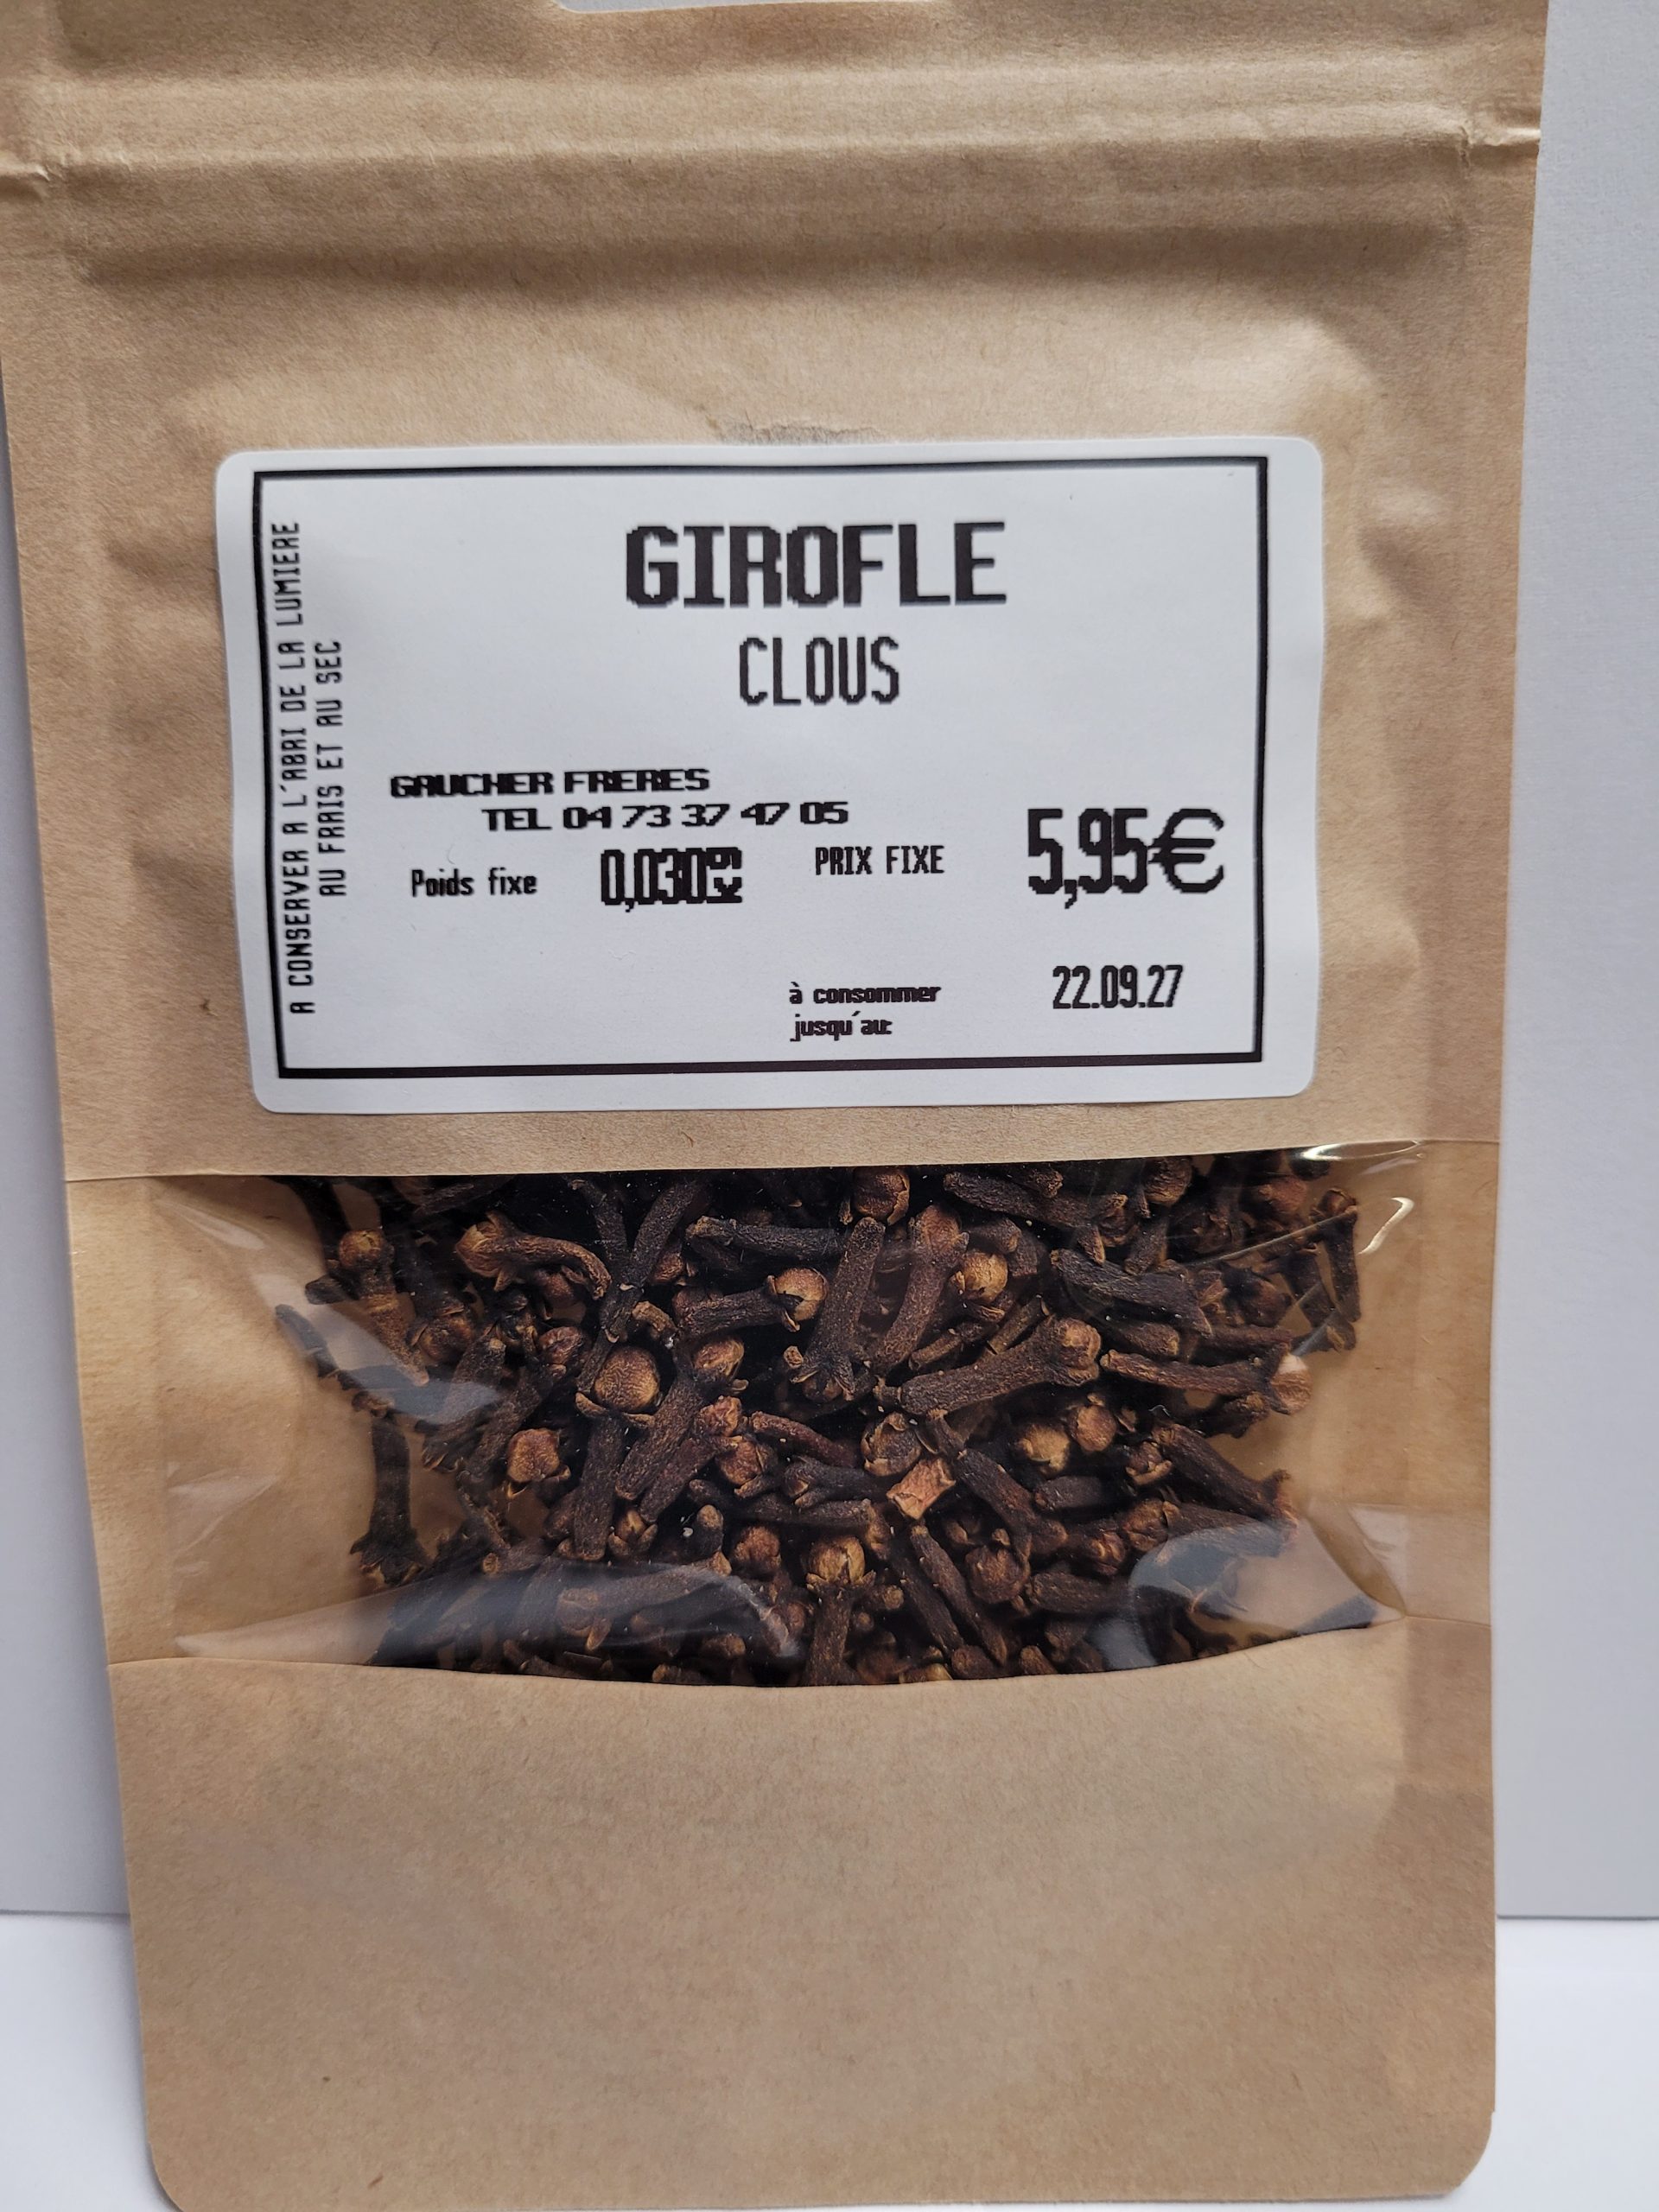 A CONSERVER A L'ABRI DE LA LUMIERE
AU FRAIS ET AU SEC
GIROFLE
CLOUS
GAUCHER FRERES
TEL 04 73 37 47 05
Poids fixe 0,030kg PRIX FIXE 5,95€
à consommer 22.09.27
jusqu'au: